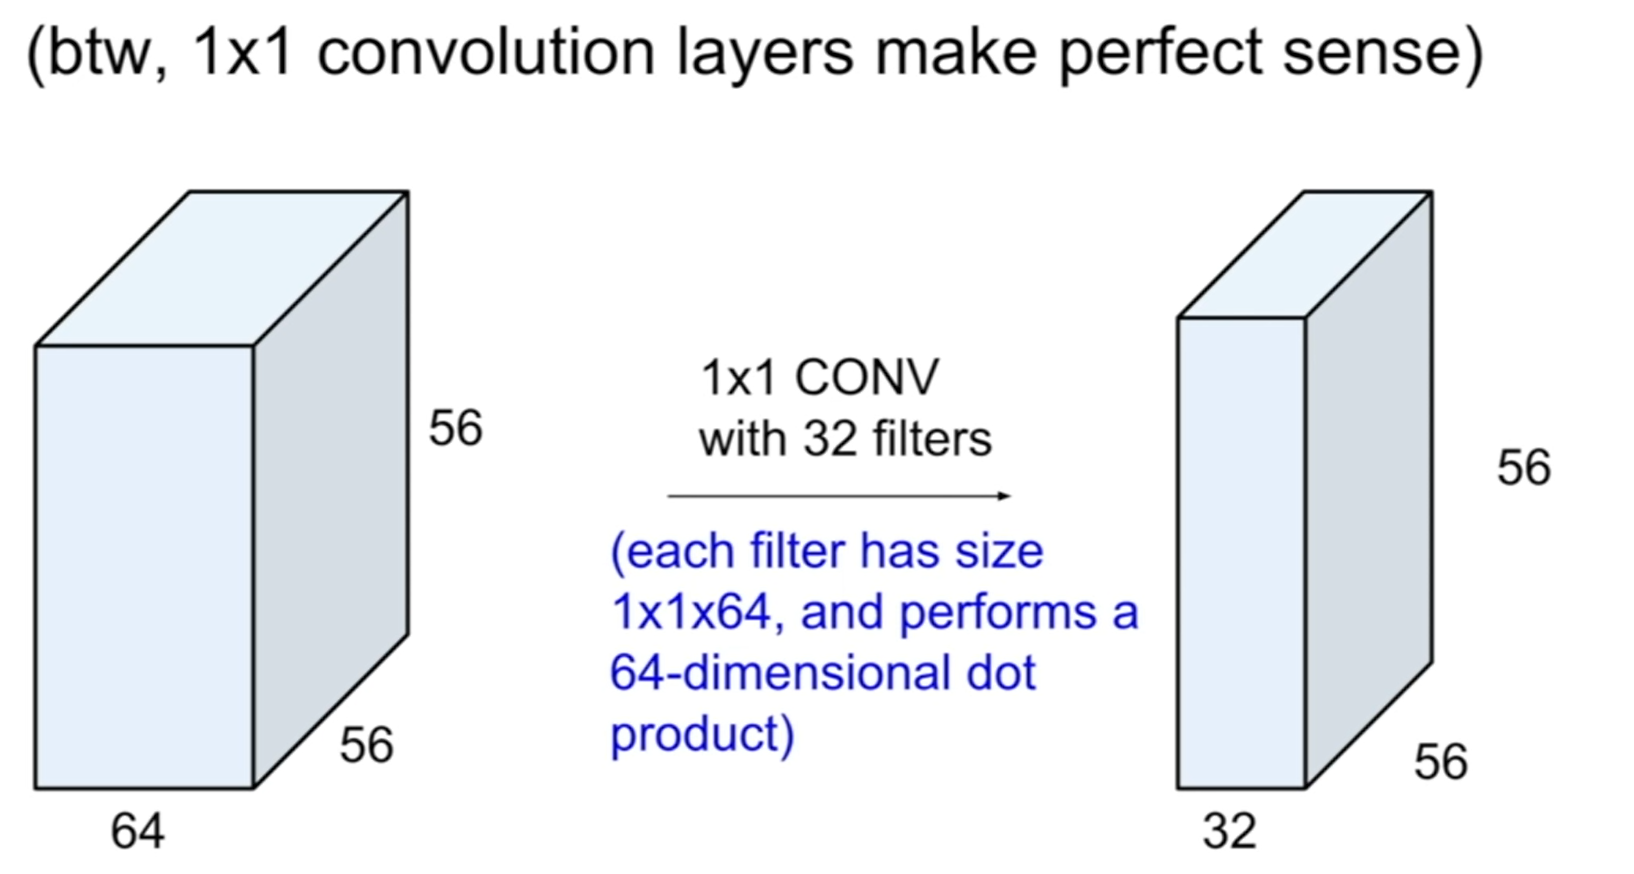 (btw, 1x1 convolution layers make perfect sense)
56
56
64
1x1 CONV
with 32 filters
(each filter has size
1x1x64, and performs a
64-dimensional dot
product)
56
56
32